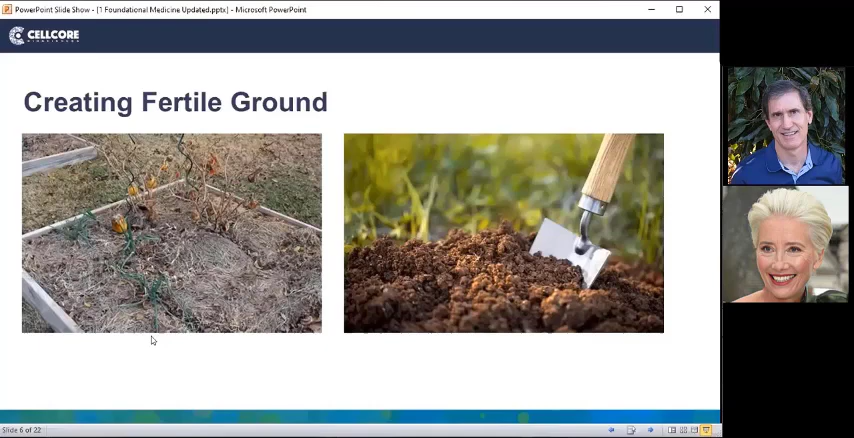 PowerPoint Slide Show - [1 Foundational Medicine Updated.pptx] - Microsoft PowerPoint
CELLCORE
Creating Fertile Ground
Slide 6 of 22